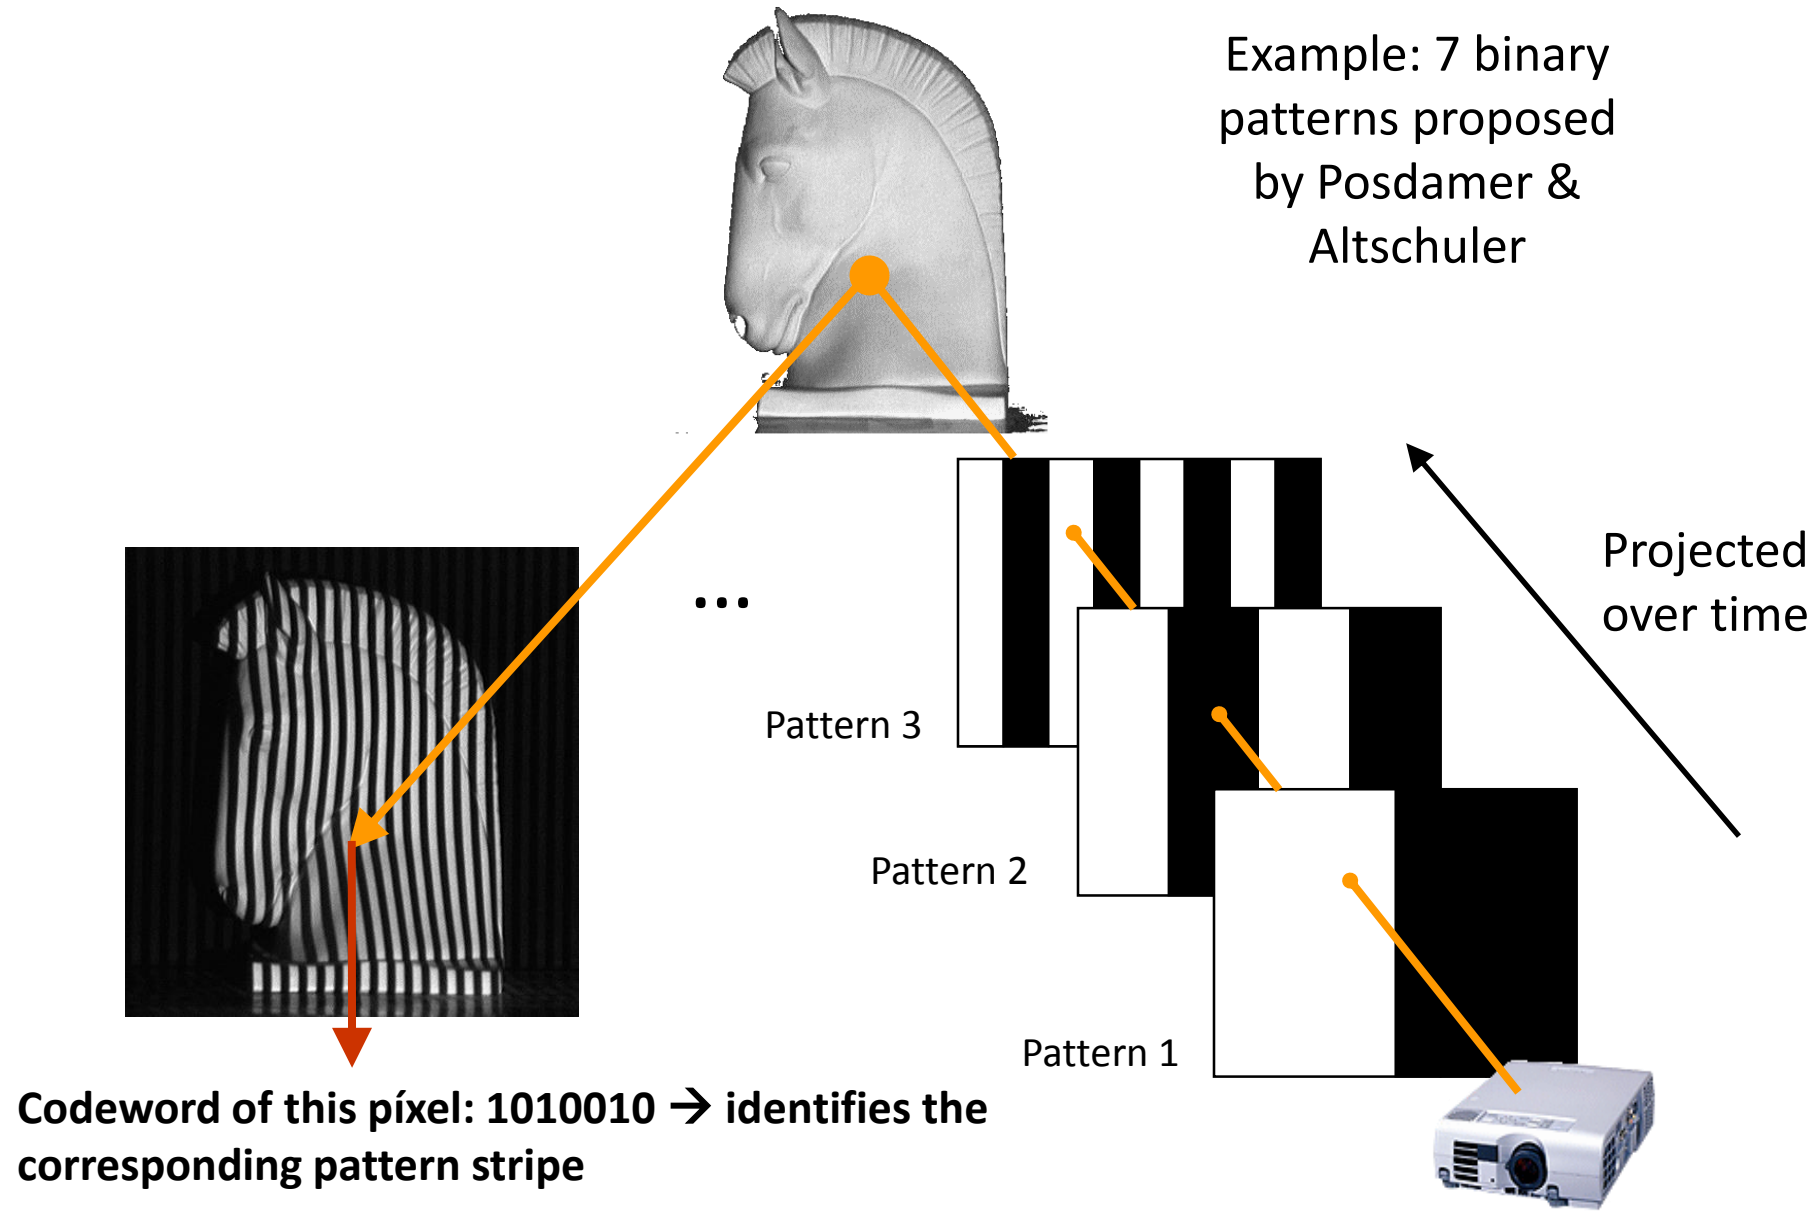 Example: 7 binary
patterns proposed
by Posdamer &
Altschuler
Projected
over time
...
Pattern 3
Pattern 2
Pattern 1
Codeword of this píxel: 1010010 → identifies the
corresponding pattern stripe